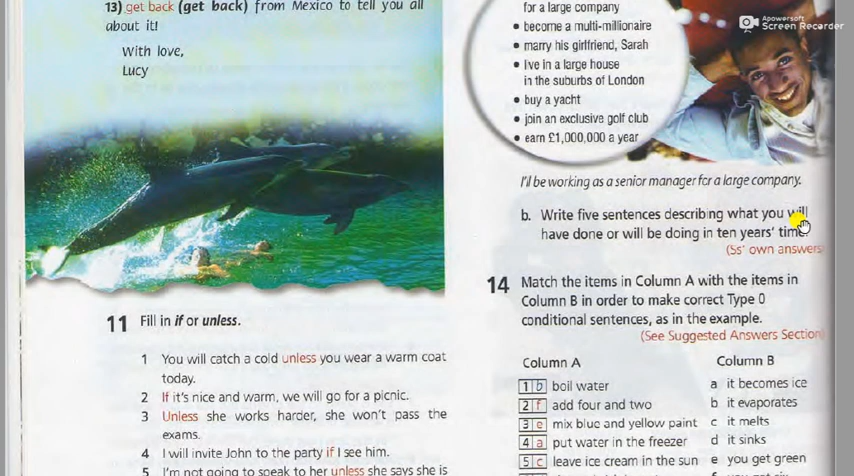 13) get back (get back) from Mexico to tell you all
about it!
With love,
Lucy
11 Fill in if or unless.
1 You will catch a cold unless you wear a warm coat
today.
2 If it's nice and warm, we will go for a picnic.
3 Unless she works harder, she won't pass the
exams.
4 I will invite John to the party if I see him.
5 I'm not going to speak to her unless she says she is
for a large company
• become a multi-millionaire
• marry his girlfriend, Sarah
• live in a large house
in the suburbs of London
• buy a yacht
• join an exclusive golf club
• earn £1,000,000 a year
I'll be working as a senior manager for a large company.
b. Write five sentences describing what you will
have done or will be doing in ten years' time.
(Ss' own answers
14 Match the items in Column A with the items in
Column B in order to make correct Type 0
conditional sentences, as in the example.
(See Suggested Answers Section
Column A
1 b boil water
2 f add four and two
3 e mix blue and yellow paint
4 a put water in the freezer
5 c leave ice cream in the sun
Column B
a it becomes ice
b it evaporates
c it melts
d it sinks
e you get green
Apowersoft
Screen Recorder